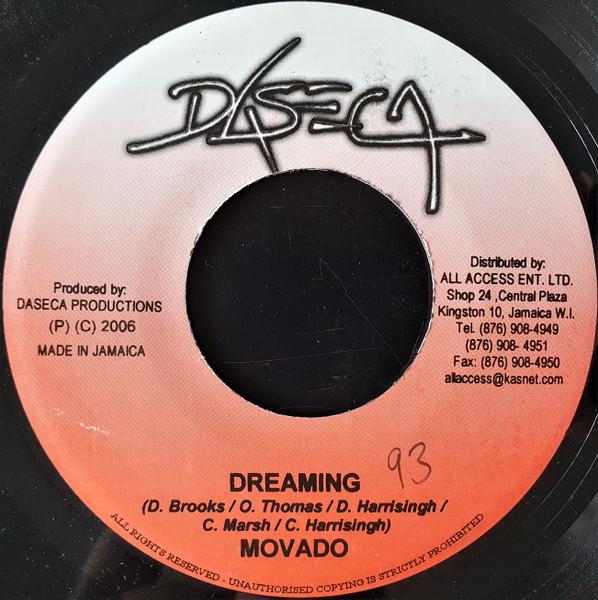 DASECA
Produced by:
DASECA PRODUCTIONS
(P) (C) 2006
MADE IN JAMAICA
Distributed by:
ALL ACCESS ENT. LTD.
Shop 24 ,Central Plaza
Kingston 10, Jamaica W.I.
Tel. (876) 908-4949
(876) 908- 4951
Fax: (876) 908-4950
allaccess@kasnet.com
93
DREAMING
(D. Brooks / O. Thomas / D. Harrisingh /
C. Marsh / C. Harrisingh)
MOVADO
ALL RIGHTS RESERVED - UNAUTHORISED COPYING IS STRICTLY PROHIBITED